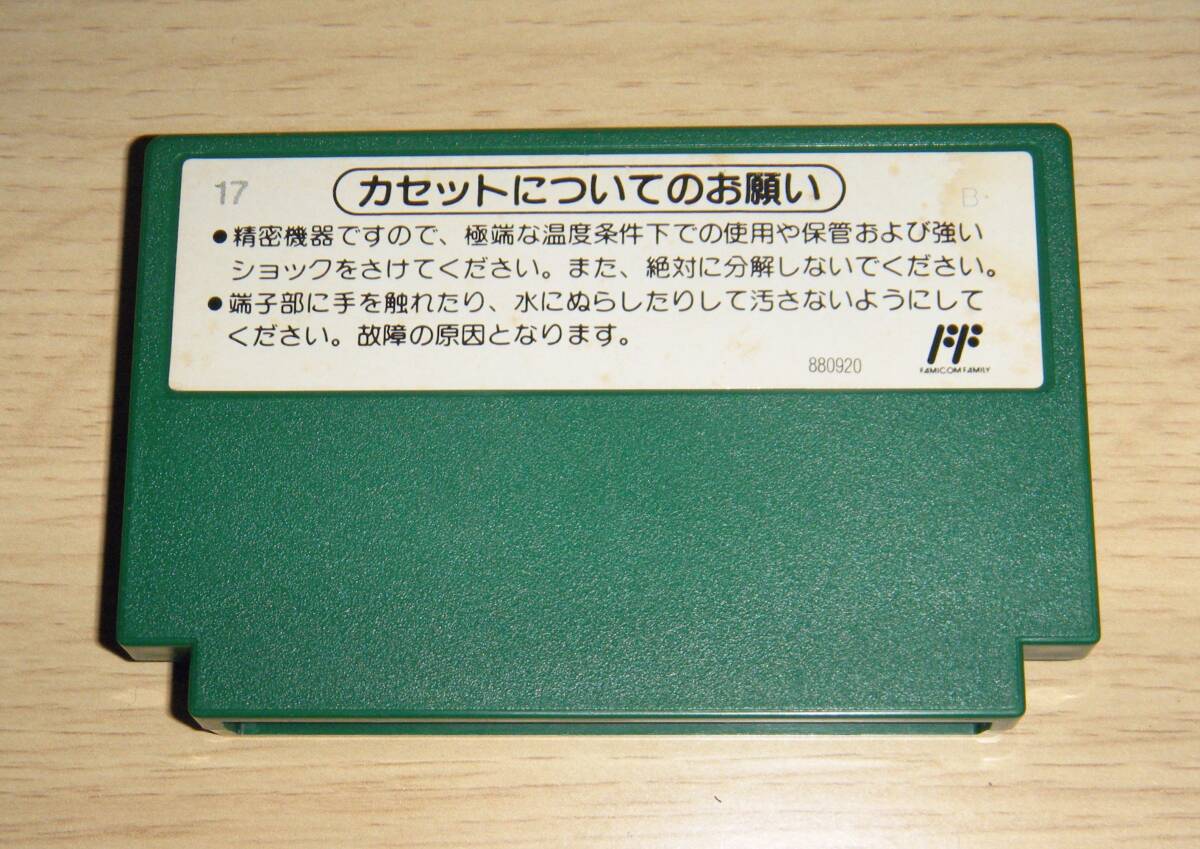 17
カセットについてのお願い
B
●精密機器ですので、極端な温度条件下での使用や保管および強い
ショックをさけてください。また、絶対に分解しないでください。
●端子部に手を触れたり、水にぬらしたりして汚さないようにして
ください。故障の原因となります。
880920
FF
FAMICOM FAMILY